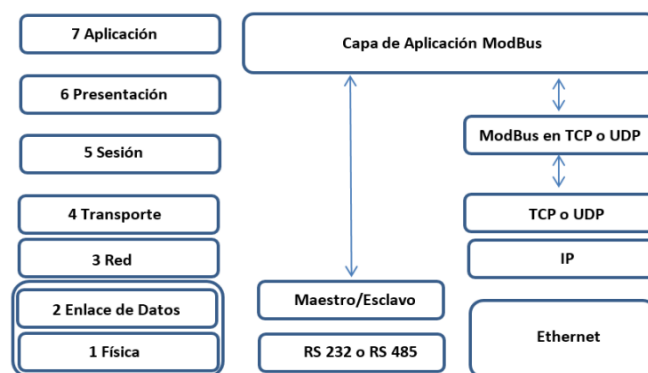 7 Aplicación
6 Presentación
5 Sesión
4 Transporte
3 Red
2 Enlace de Datos
1 Física
Capa de Aplicación ModBus
Maestro/Esclavo
RS 232 o RS 485
ModBus en TCP o UDP
TCP o UDP
IP
Ethernet